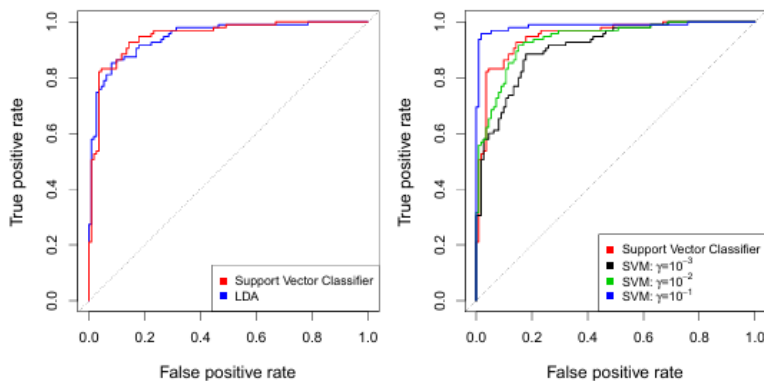 True positive rate
1.0
0.8
0.6
0.4
0.2
0.0
Support Vector Classifier
LDA
0.0 0.2 0.4 0.6 0.8 1.0
False positive rate
True positive rate
1.0
0.8
0.6
0.4
0.2
0.0
Support Vector Classifier
SVM: γ=10⁻³
SVM: γ=10⁻²
SVM: γ=10⁻¹
0.0 0.2 0.4 0.6 0.8 1.0
False positive rate